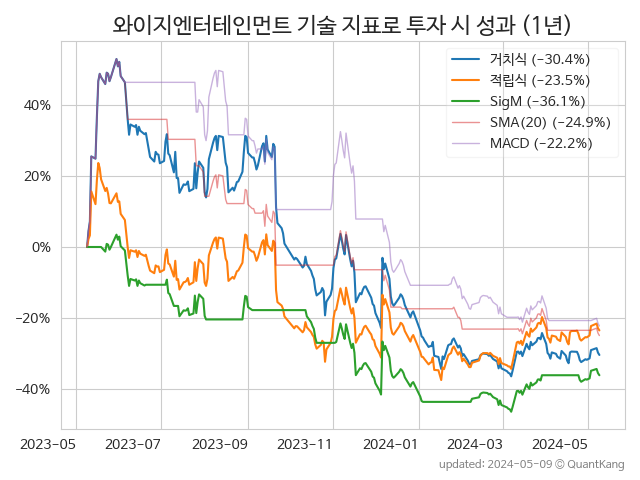 와이지엔터테인먼트 기술 지표로 투자 시 성과 (1년)
거치식 (−30.4%)
적립식 (−23.5%)
SigM (−36.1%)
SMA(20) (−24.9%)
MACD (−22.2%)
40%
20%
0%
−20%
−40%
2023-05 2023-07 2023-09 2023-11 2024-01 2024-03 2024-05
updated: 2024-05-09 © QuantKang